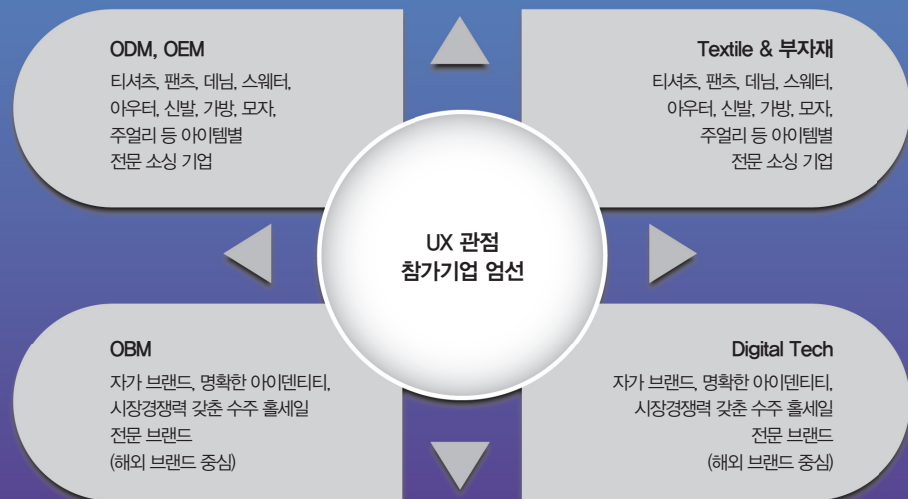 ODM, OEM
티셔츠, 팬츠, 데님, 스웨터,
아우터, 신발, 가방, 모자,
주얼리 등 아이템별
전문 소싱 기업
Textile & 부자재
티셔츠, 팬츠, 데님, 스웨터,
아우터, 신발, 가방, 모자,
주얼리 등 아이템별
전문 소싱 기업
UX 관점
참가기업 엄선
OBM
자가 브랜드, 명확한 아이덴티티,
시장경쟁력 갖춘 수주 홀세일
전문 브랜드
(해외 브랜드 중심)
Digital Tech
자가 브랜드, 명확한 아이덴티티,
시장경쟁력 갖춘 수주 홀세일
전문 브랜드
(해외 브랜드 중심)